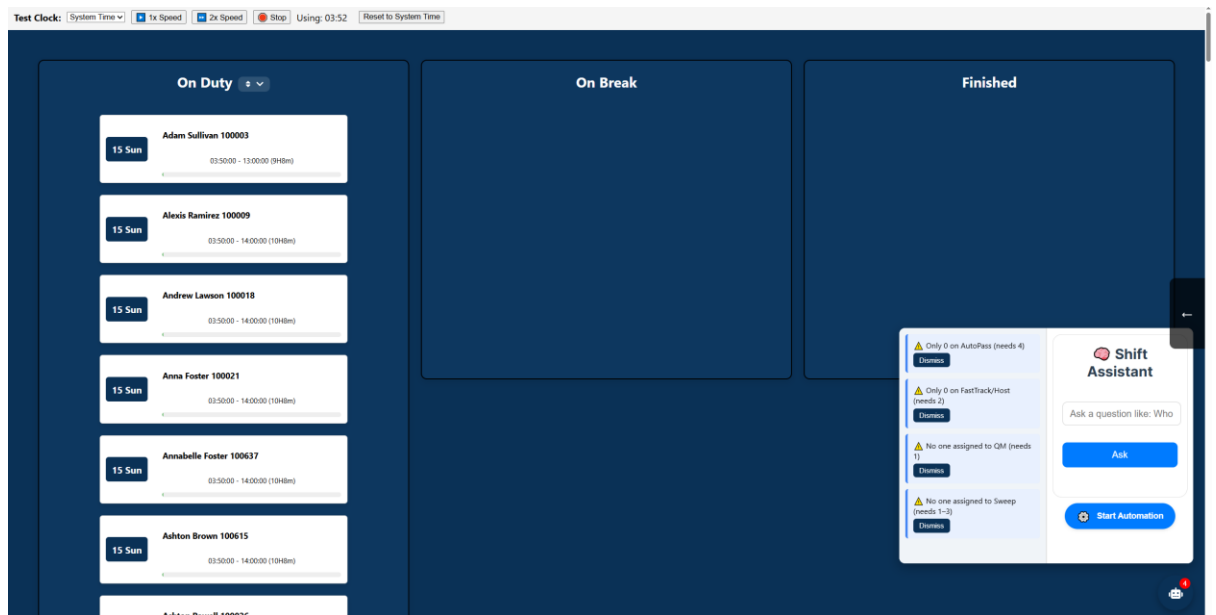 Test Clock: System Time 1x Speed 2x Speed Stop Using: 03:52 Reset to System Time
On Duty
15 Sun
Adam Sullivan 100003
03:50:00 - 13:00:00 (9H8m)
15 Sun
Alexis Ramirez 100009
03:50:00 - 14:00:00 (10H8m)
15 Sun
Andrew Lawson 100018
03:50:00 - 14:00:00 (10H8m)
15 Sun
Anna Foster 100021
03:50:00 - 14:00:00 (10H8m)
15 Sun
Annabelle Foster 100637
03:50:00 - 14:00:00 (10H8m)
15 Sun
Ashton Brown 100615
03:50:00 - 14:00:00 (10H8m)
On Break
Finished
←
⚠ Only 0 on AutoPass (needs 4)
Dismiss
⚠ Only 0 on FastTrack/Host
(needs 2)
Dismiss
⚠ No one assigned to QM (needs
1)
Dismiss
⚠ No one assigned to Sweep
(needs 1–3)
Dismiss
🧠 Shift
Assistant
Ask a question like: Who
Ask
Start Automation
4